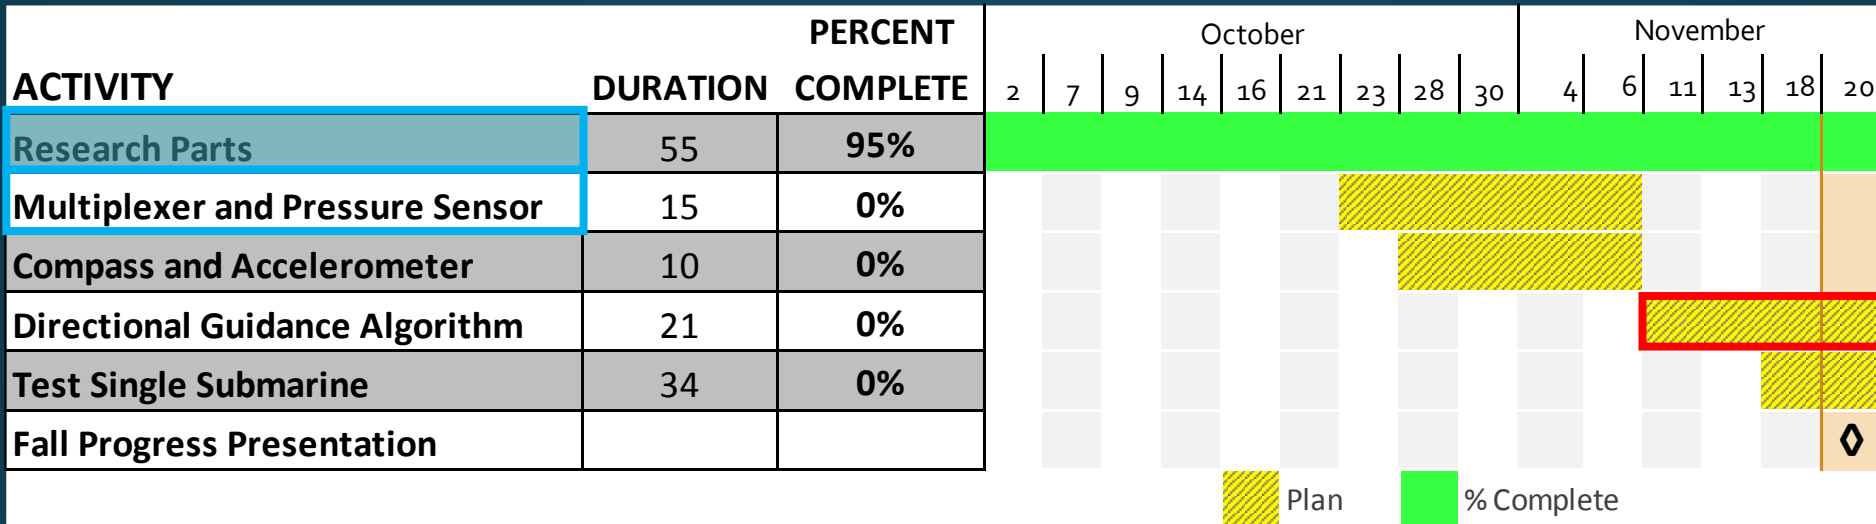 PERCENT October November
ACTIVITY DURATION COMPLETE 2 7 9 14 16 21 23 28 30 4 6 11 13 18 20
Research Parts 55 95%
Multiplexer and Pressure Sensor 15 0%
Compass and Accelerometer 10 0%
Directional Guidance Algorithm 21 0%
Test Single Submarine 34 0%
Fall Progress Presentation ◊
Plan % Complete